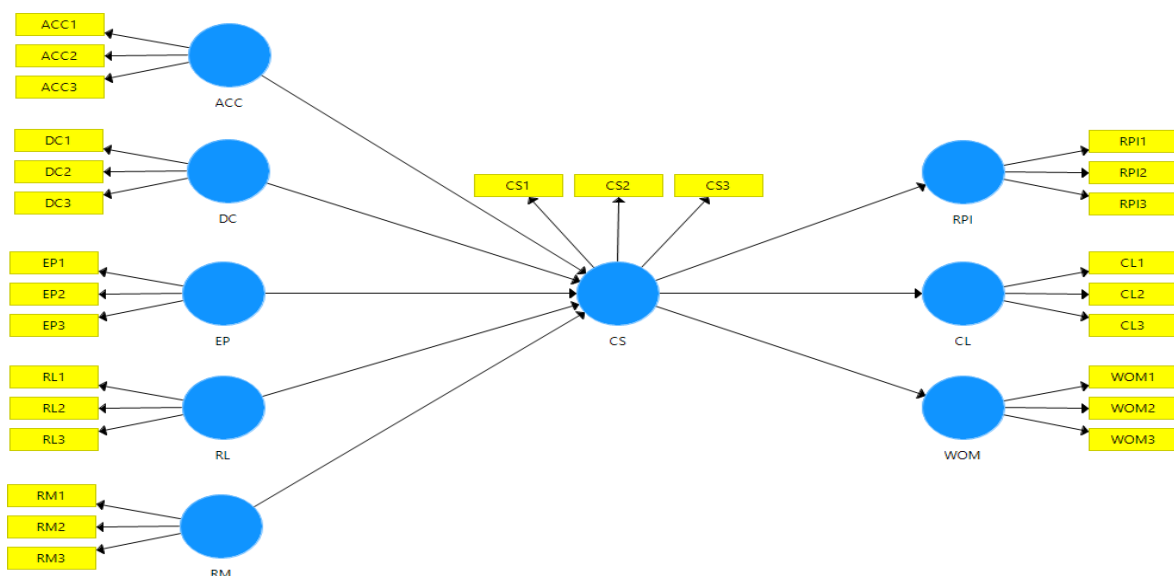 ACC1
ACC2
ACC3
ACC
DC1
DC2
DC3
DC
EP1
EP2
EP3
EP
RL1
RL2
RL3
RL
RM1
RM2
RM3
RM
CS1
CS2
CS3
CS
RPI1
RPI2
RPI3
RPI
CL1
CL2
CL3
CL
WOM1
WOM2
WOM3
WOM